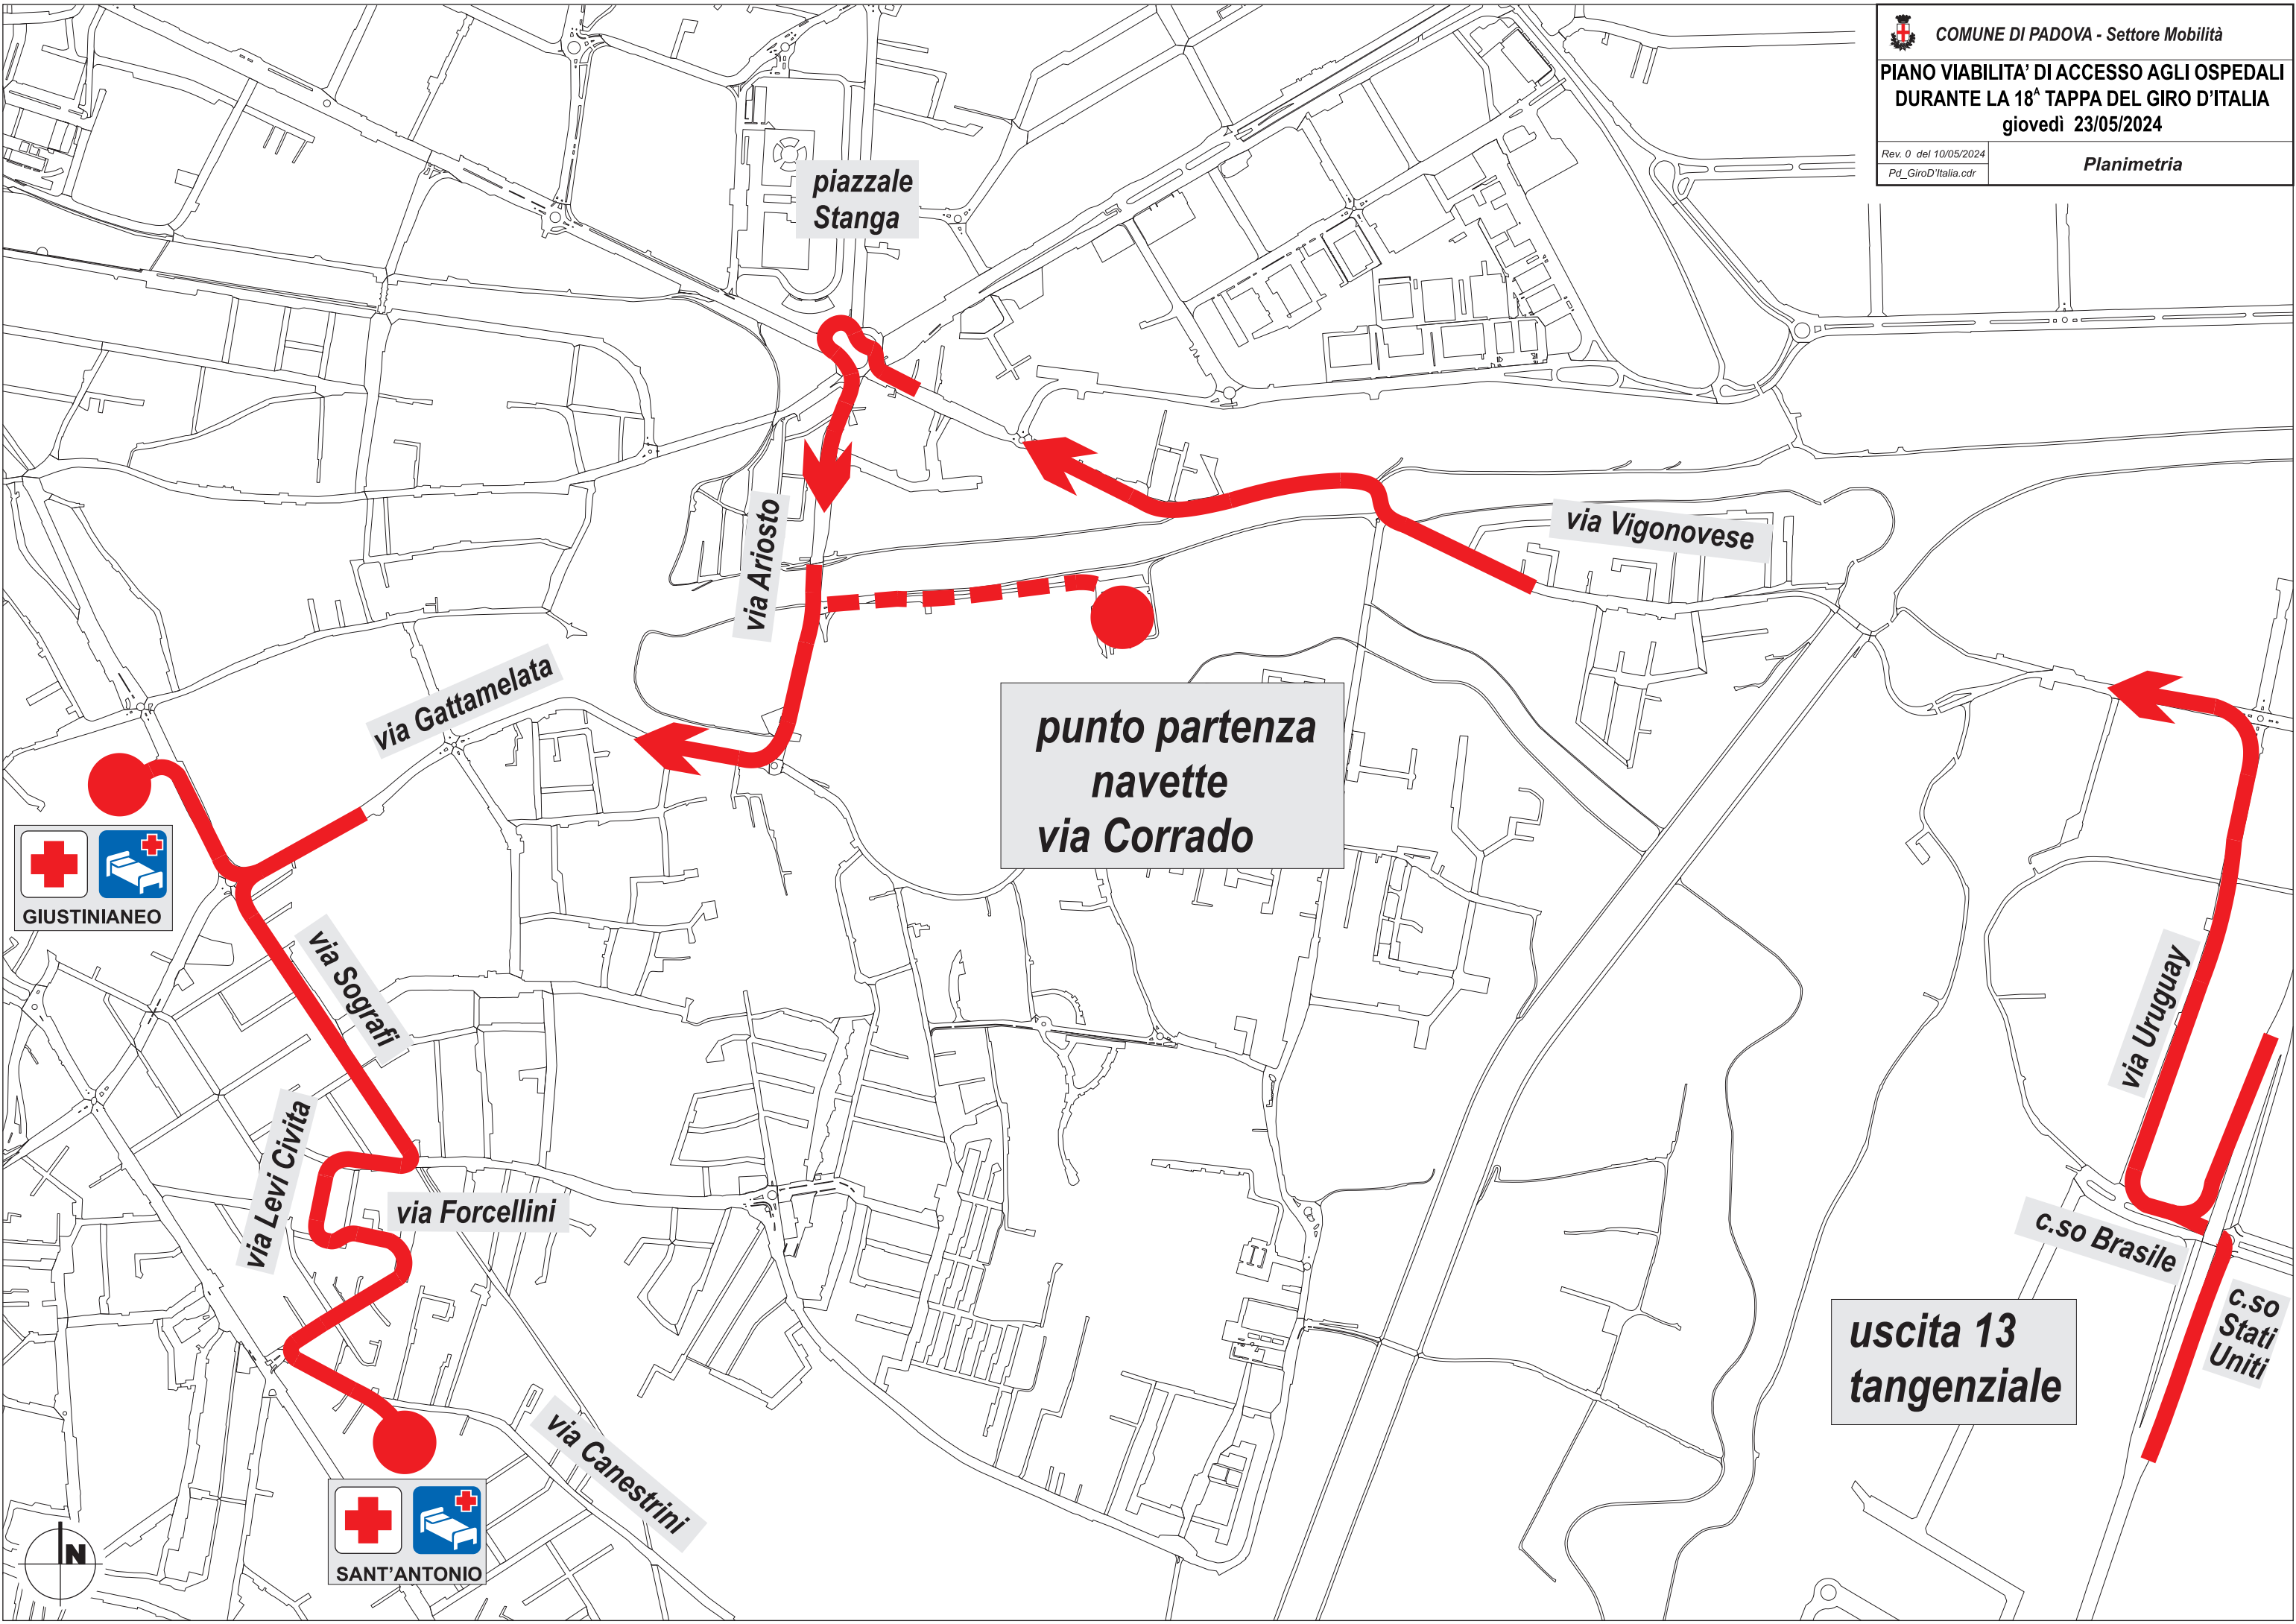 COMUNE DI PADOVA - Settore Mobilità
PIANO VIABILITA' DI ACCESSO AGLI OSPEDALI
DURANTE LA 18ᴬ TAPPA DEL GIRO D'ITALIA
giovedì 23/05/2024
Rev. 0 del 10/05/2024
Pd_GiroD'Italia.cdr
Planimetria
piazzale
Stanga
via Ariosto
via Vigonovese
via Gattamelata
punto partenza
navette
via Corrado
GIUSTINIANEO
via Sografi
via Uruguay
via Levi Civita
via Forcellini
c.so Brasile
c.so
Stati
Uniti
uscita 13
tangenziale
via Canestrini
SANT'ANTONIO
N